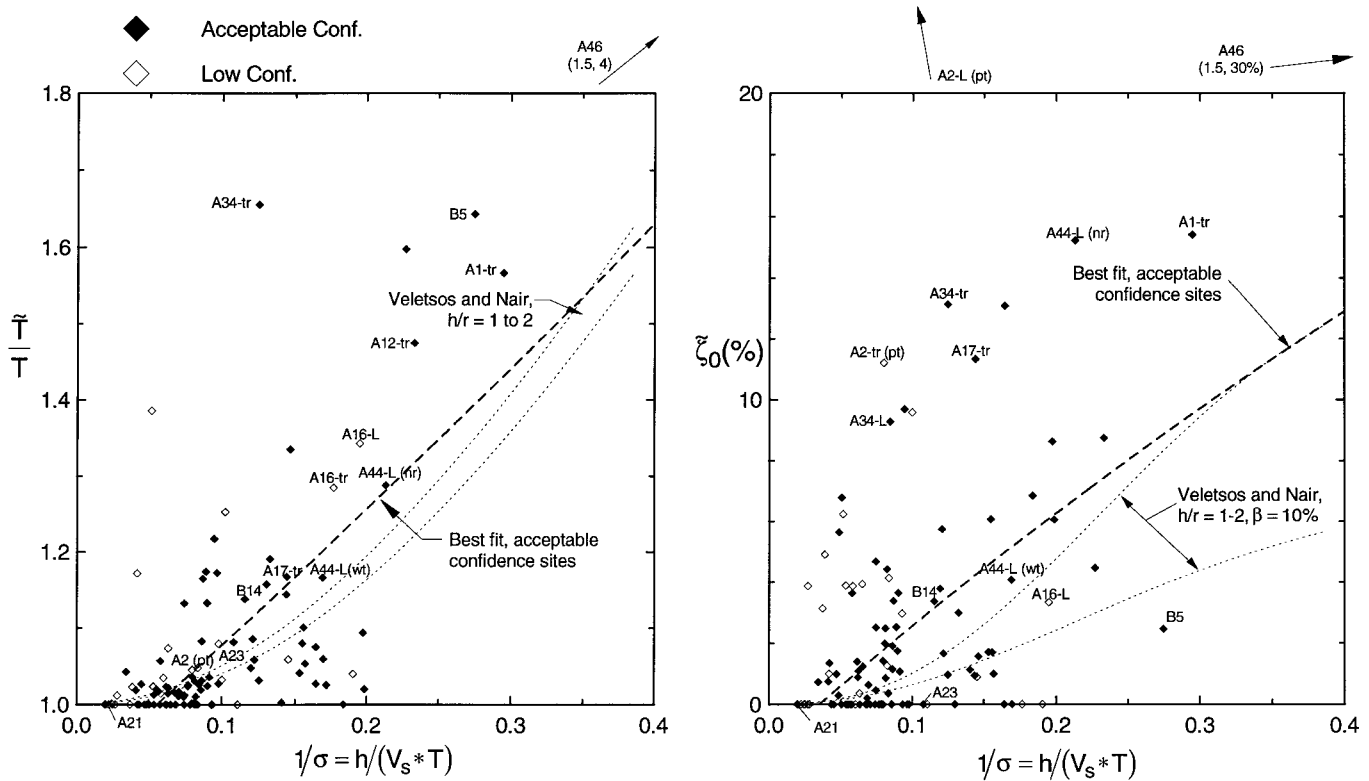 Acceptable Conf.
Low Conf.
A46
(1.5, 4)
1.8
1.6
1.4
1.2
1.0
T̃
T
A34-tr
B5
A1-tr
Veletsos and Nair,
h/r = 1 to 2
A12-tr
A16-L
A16-tr
A44-L (nr)
Best fit, acceptable
confidence sites
A17-tr
A44-L(wt)
B14
A2 (pt)
A23
A21
0.0
0.1
0.2
0.3
0.4
1/σ = h/(Vs*T)
A2-L (pt)
A46
(1.5, 30%)
20
10
0
ζ̃0(%)
A44-L (nr)
A1-tr
Best fit, acceptable
confidence sites
A34-tr
A2-tr (pt)
A17-tr
A34-L
Veletsos and Nair,
h/r = 1-2, β = 10%
A44-L (wt)
B14
A16-L
B5
A23
A21
0.0
0.1
0.2
0.3
0.4
1/σ = h/(Vs*T)